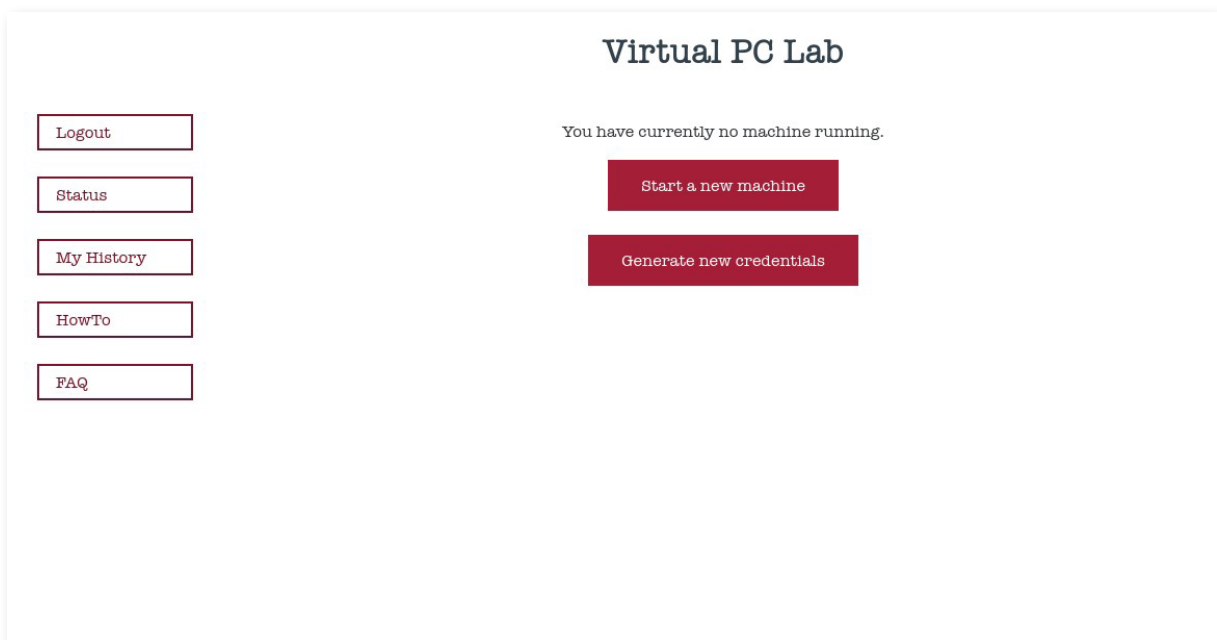 Virtual PC Lab
Logout
Status
My History
HowTo
FAQ
You have currently no machine running.
Start a new machine
Generate new credentials